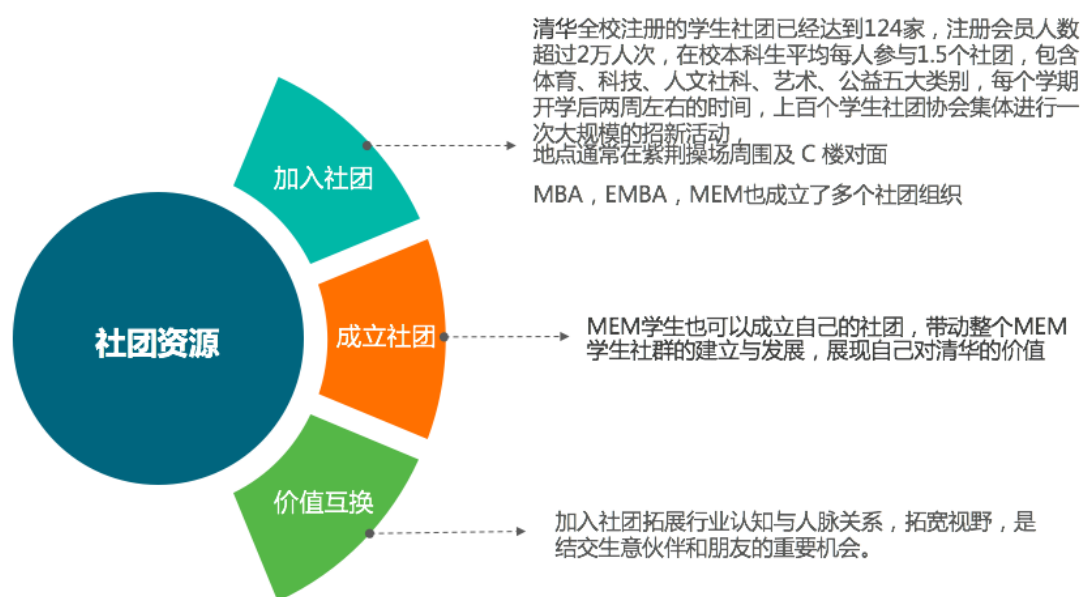 清华全校注册的学生社团已经达到124家，注册会员人数
超过2万人次，在校本科生平均每人参与1.5个社团，包含
体育、科技、人文社科、艺术、公益五大类别，每个学期
开学后两周左右的时间，上百个学生社团协会集体进行一
次大规模的招新活动，
地点通常在紫荆操场周围及 C 楼对面
MBA，EMBA，MEM也成立了多个社团组织
加入社团
社团资源
成立社团
MEM学生也可以成立自己的社团，带动整个MEM
学生社群的建立与发展，展现自己对清华的价值
价值互换
加入社团拓展行业认知与人脉关系，拓宽视野，是
结交生意伙伴和朋友的重要机会。